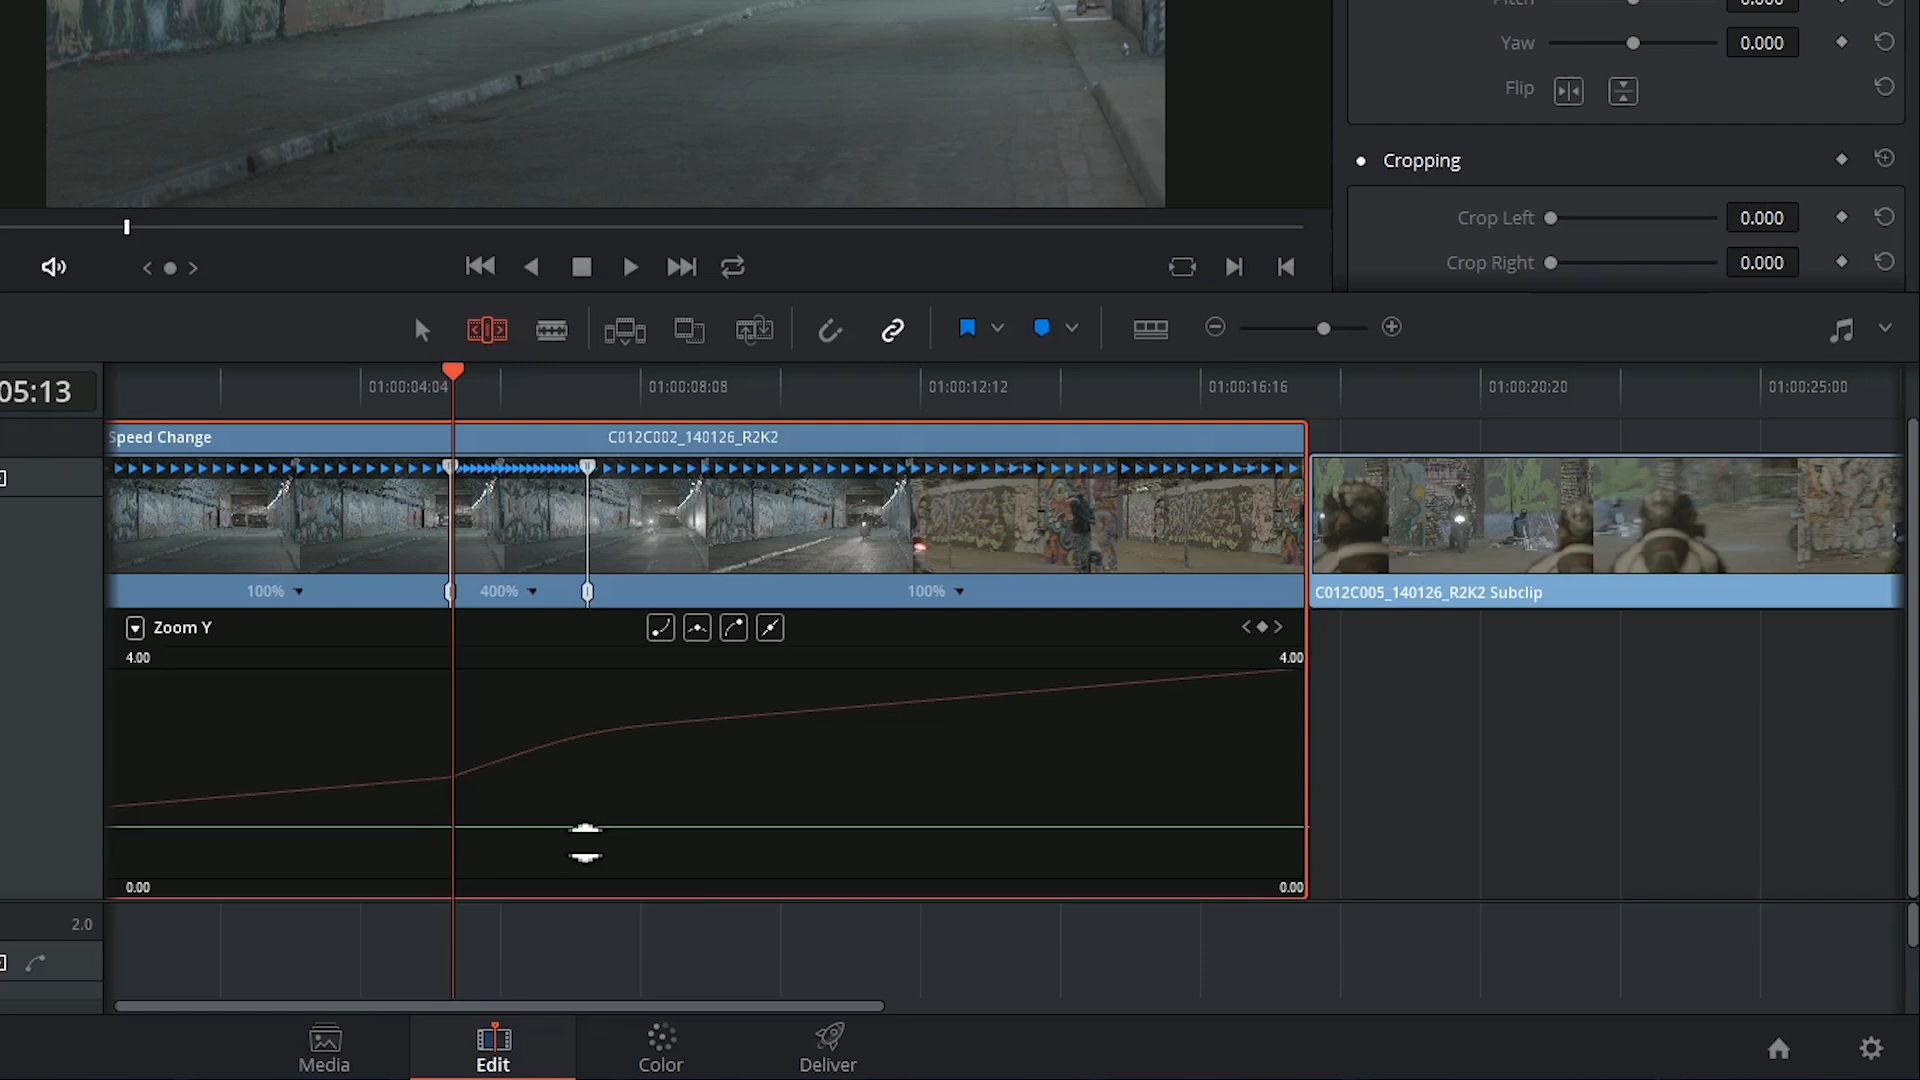 Pitch 0.000
Yaw 0.000
Flip
Cropping
Crop Left 0.000
Crop Right 0.000
05:13
01:00:04:04 01:00:08:08 01:00:12:12 01:00:16:16 01:00:20:20 01:00:25:00
Speed Change C012C002_140126_R2K2
100% 400% 100%
C012C005_140126_R2K2 Subclip
Zoom Y
4.00 4.00
0.00 0.00
2.0
Media Edit Color Deliver